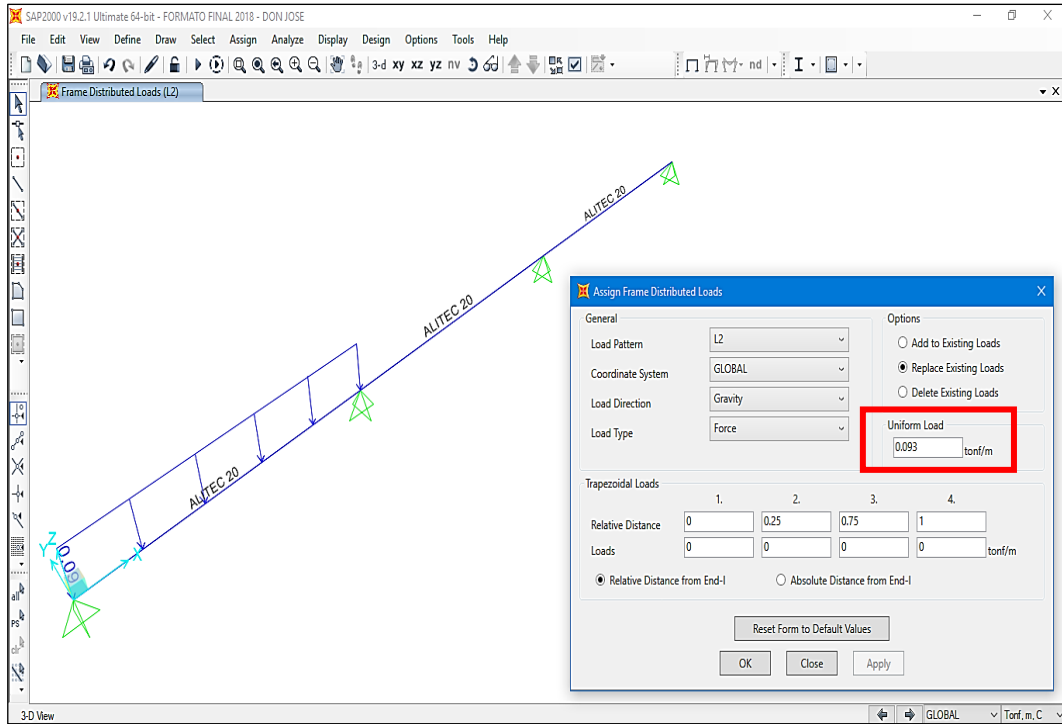 SAP2000 v19.2.1 Ultimate 64-bit - FORMATO FINAL 2018 - DON JOSE
File Edit View Define Draw Select Assign Analyze Display Design Options Tools Help
3-d xy xz yz nv
nd
Frame Distributed Loads (L2)
X
ALITEC 20
ALITEC 20
ALITEC 20
Z
Y
X
0.09
all
PS
clr
Assign Frame Distributed Loads
General
Load Pattern L2
Coordinate System GLOBAL
Load Direction Gravity
Load Type Force
Options
Add to Existing Loads
Replace Existing Loads
Delete Existing Loads
Uniform Load
0.093 tonf/m
Trapezoidal Loads
1. 2. 3. 4.
Relative Distance 0 0.25 0.75 1
Loads 0 0 0 0 tonf/m
Relative Distance from End-I Absolute Distance from End-I
Reset Form to Default Values
OK Close Apply
3-D View GLOBAL Tonf, m, C